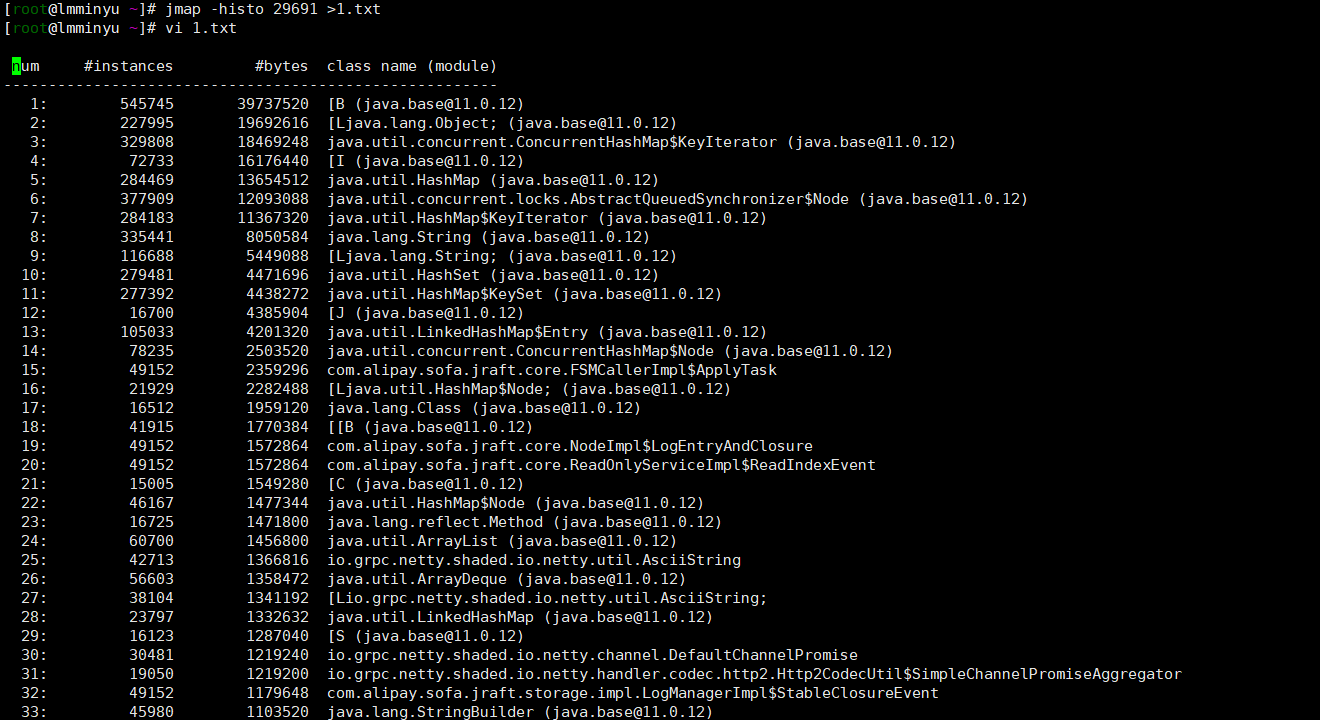 [root@lmminyu ~]# jmap -histo 29691 >1.txt
[root@lmminyu ~]# vi 1.txt
num     #instances         #bytes  class name (module)
-------------------------------------------------------
1:        545745       39737520  [B (java.base@11.0.12)
2:        227995       19692616  [Ljava.lang.Object; (java.base@11.0.12)
3:        329808       18469248  java.util.concurrent.ConcurrentHashMap$KeyIterator (java.base@11.0.12)
4:         72733       16176440  [I (java.base@11.0.12)
5:        284469       13654512  java.util.HashMap (java.base@11.0.12)
6:        377909       12093088  java.util.concurrent.locks.AbstractQueuedSynchronizer$Node (java.base@11.0.12)
7:        284183       11367320  java.util.HashMap$KeyIterator (java.base@11.0.12)
8:        335441        8050584  java.lang.String (java.base@11.0.12)
9:        116688        5449088  [Ljava.lang.String; (java.base@11.0.12)
10:        279481        4471696  java.util.HashSet (java.base@11.0.12)
11:        277392        4438272  java.util.HashMap$KeySet (java.base@11.0.12)
12:         16700        4385904  [J (java.base@11.0.12)
13:        105033        4201320  java.util.LinkedHashMap$Entry (java.base@11.0.12)
14:         78235        2503520  java.util.concurrent.ConcurrentHashMap$Node (java.base@11.0.12)
15:         49152        2359296  com.alipay.sofa.jraft.core.FSMCallerImpl$ApplyTask
16:         21929        2282488  [Ljava.util.HashMap$Node; (java.base@11.0.12)
17:         16512        1959120  java.lang.Class (java.base@11.0.12)
18:         41915        1770384  [[B (java.base@11.0.12)
19:         49152        1572864  com.alipay.sofa.jraft.core.NodeImpl$LogEntryAndClosure
20:         49152        1572864  com.alipay.sofa.jraft.core.ReadOnlyServiceImpl$ReadIndexEvent
21:         15005        1549280  [C (java.base@11.0.12)
22:         46167        1477344  java.util.HashMap$Node (java.base@11.0.12)
23:         16725        1471800  java.lang.reflect.Method (java.base@11.0.12)
24:         60700        1456800  java.util.ArrayList (java.base@11.0.12)
25:         42713        1366816  io.grpc.netty.shaded.io.netty.util.AsciiString
26:         56603        1358472  java.util.ArrayDeque (java.base@11.0.12)
27:         38104        1341192  [Lio.grpc.netty.shaded.io.netty.util.AsciiString;
28:         23797        1332632  java.util.LinkedHashMap (java.base@11.0.12)
29:         16123        1287040  [S (java.base@11.0.12)
30:         30481        1219240  io.grpc.netty.shaded.io.netty.channel.DefaultChannelPromise
31:         19050        1219200  io.grpc.netty.shaded.io.netty.handler.codec.http2.Http2CodecUtil$SimpleChannelPromiseAggregator
32:         49152        1179648  com.alipay.sofa.jraft.storage.impl.LogManagerImpl$StableClosureEvent
33:         45980        1103520  java.lang.StringBuilder (java.base@11.0.12)